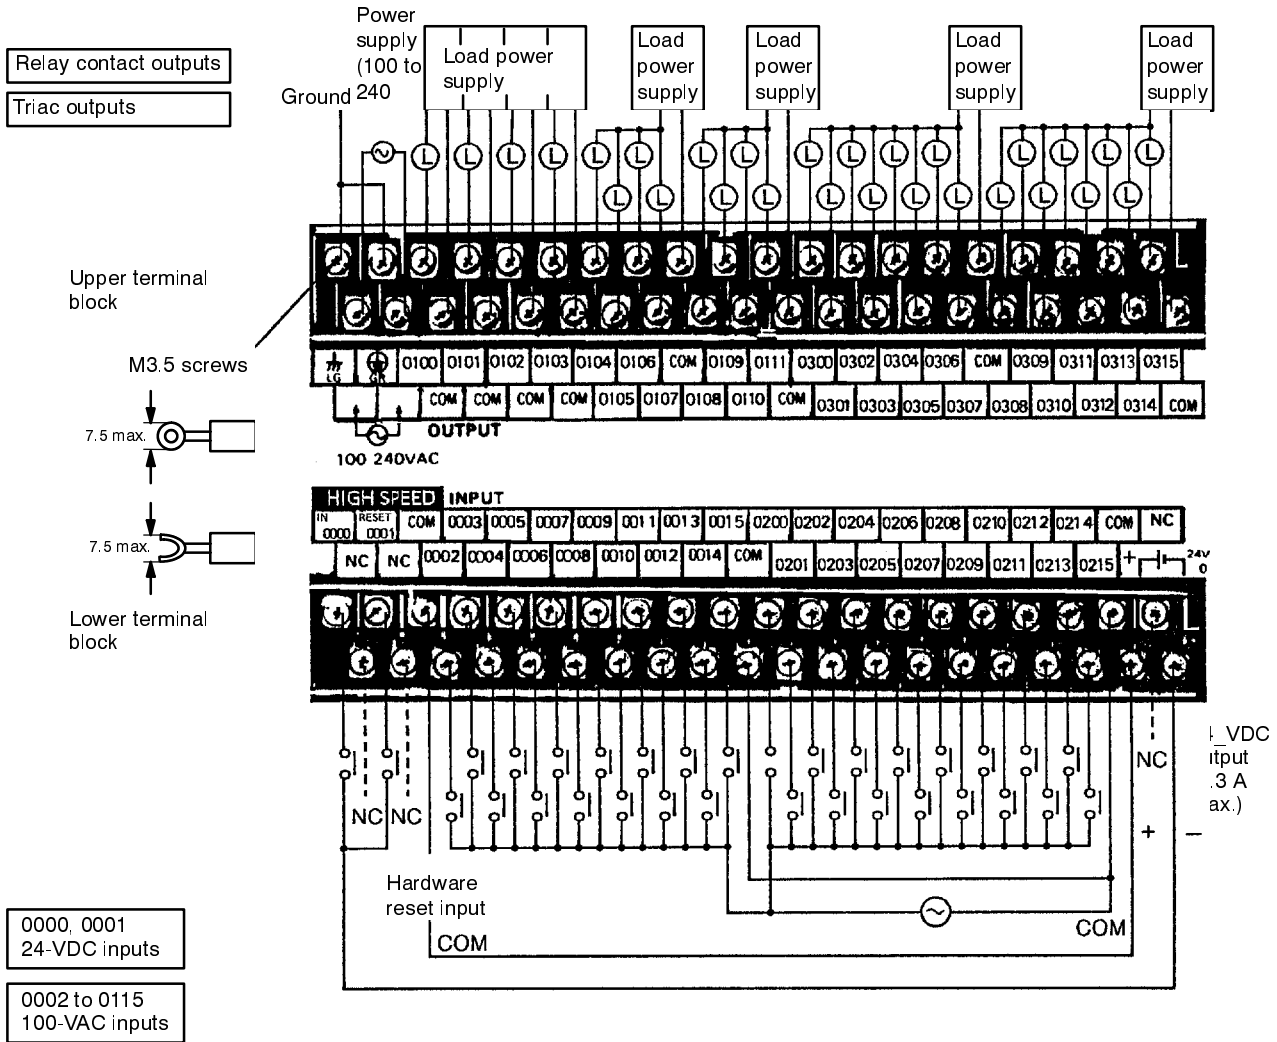 Relay contact outputs
Triac outputs
Ground
Power
supply
(100 to
240
Load power
supply
Load
power
supply
Load
power
supply
Load
power
supply
Load
power
supply
L L L L L L L L L L L L L L L L L
L L L L L L L L L L L
Upper terminal
block
M3.5 screws
7.5 max.
7.5 max.
Lower terminal
block
LG GR 0100 0101 0102 0103 0104 0106 COM 0109 0111 0300 0302 0304 0306 COM 0309 0311 0313 0315
COM COM COM COM 0105 0107 0108 0110 COM 0301 0303 0305 0307 0308 0310 0312 0314 COM
OUTPUT
100 240VAC
HIGH SPEED INPUT
IN 0000 RESET 0001 COM 0003 0005 0007 0009 0011 0013 0015 0200 0202 0204 0206 0208 0210 0212 0214 COM NC
NC NC 0002 0004 0006 0008 0010 0012 0014 COM 0201 0203 0205 0207 0209 0211 0213 0215 + 24V
0
NC NC
NC
4_VDC
utput
.3 A
ax.)
+ –
Hardware
reset input
COM
COM
0000, 0001
24-VDC inputs
0002 to 0115
100-VAC inputs